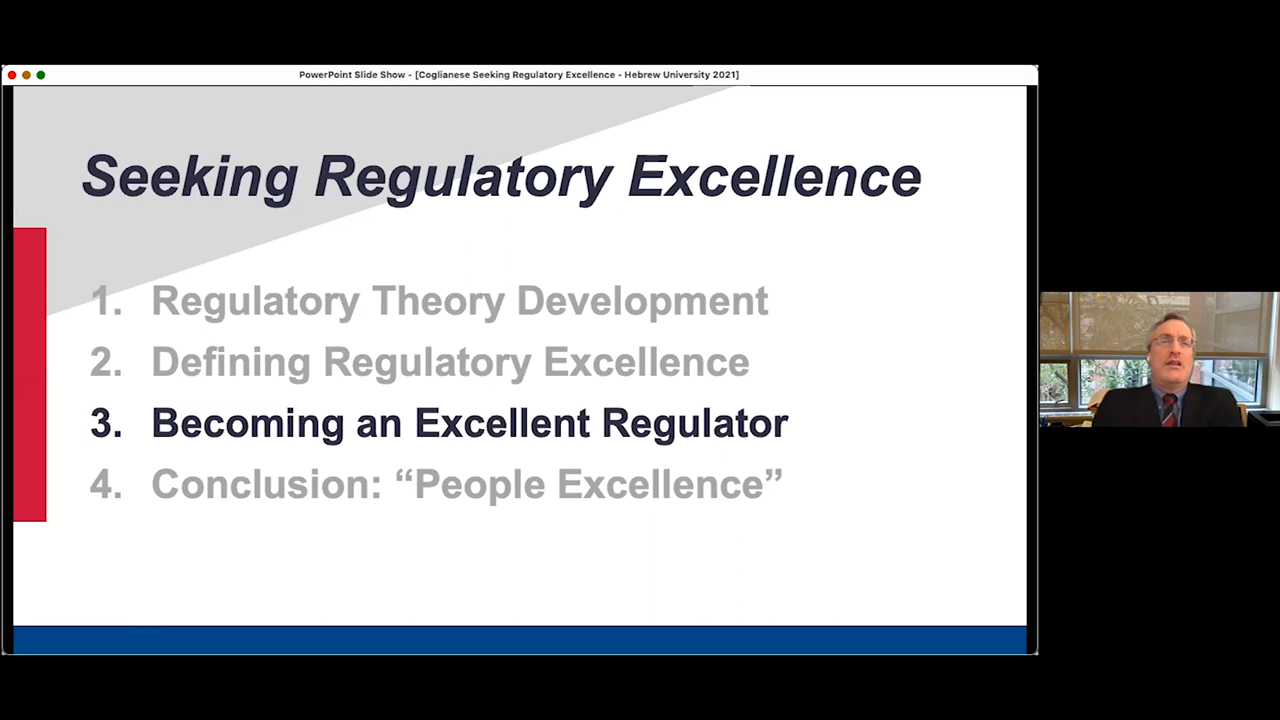 PowerPoint Slide Show - [Coglianese Seeking Regulatory Excellence - Hebrew University 2021]
Seeking Regulatory Excellence
1. Regulatory Theory Development
2. Defining Regulatory Excellence
3. Becoming an Excellent Regulator
4. Conclusion: “People Excellence”